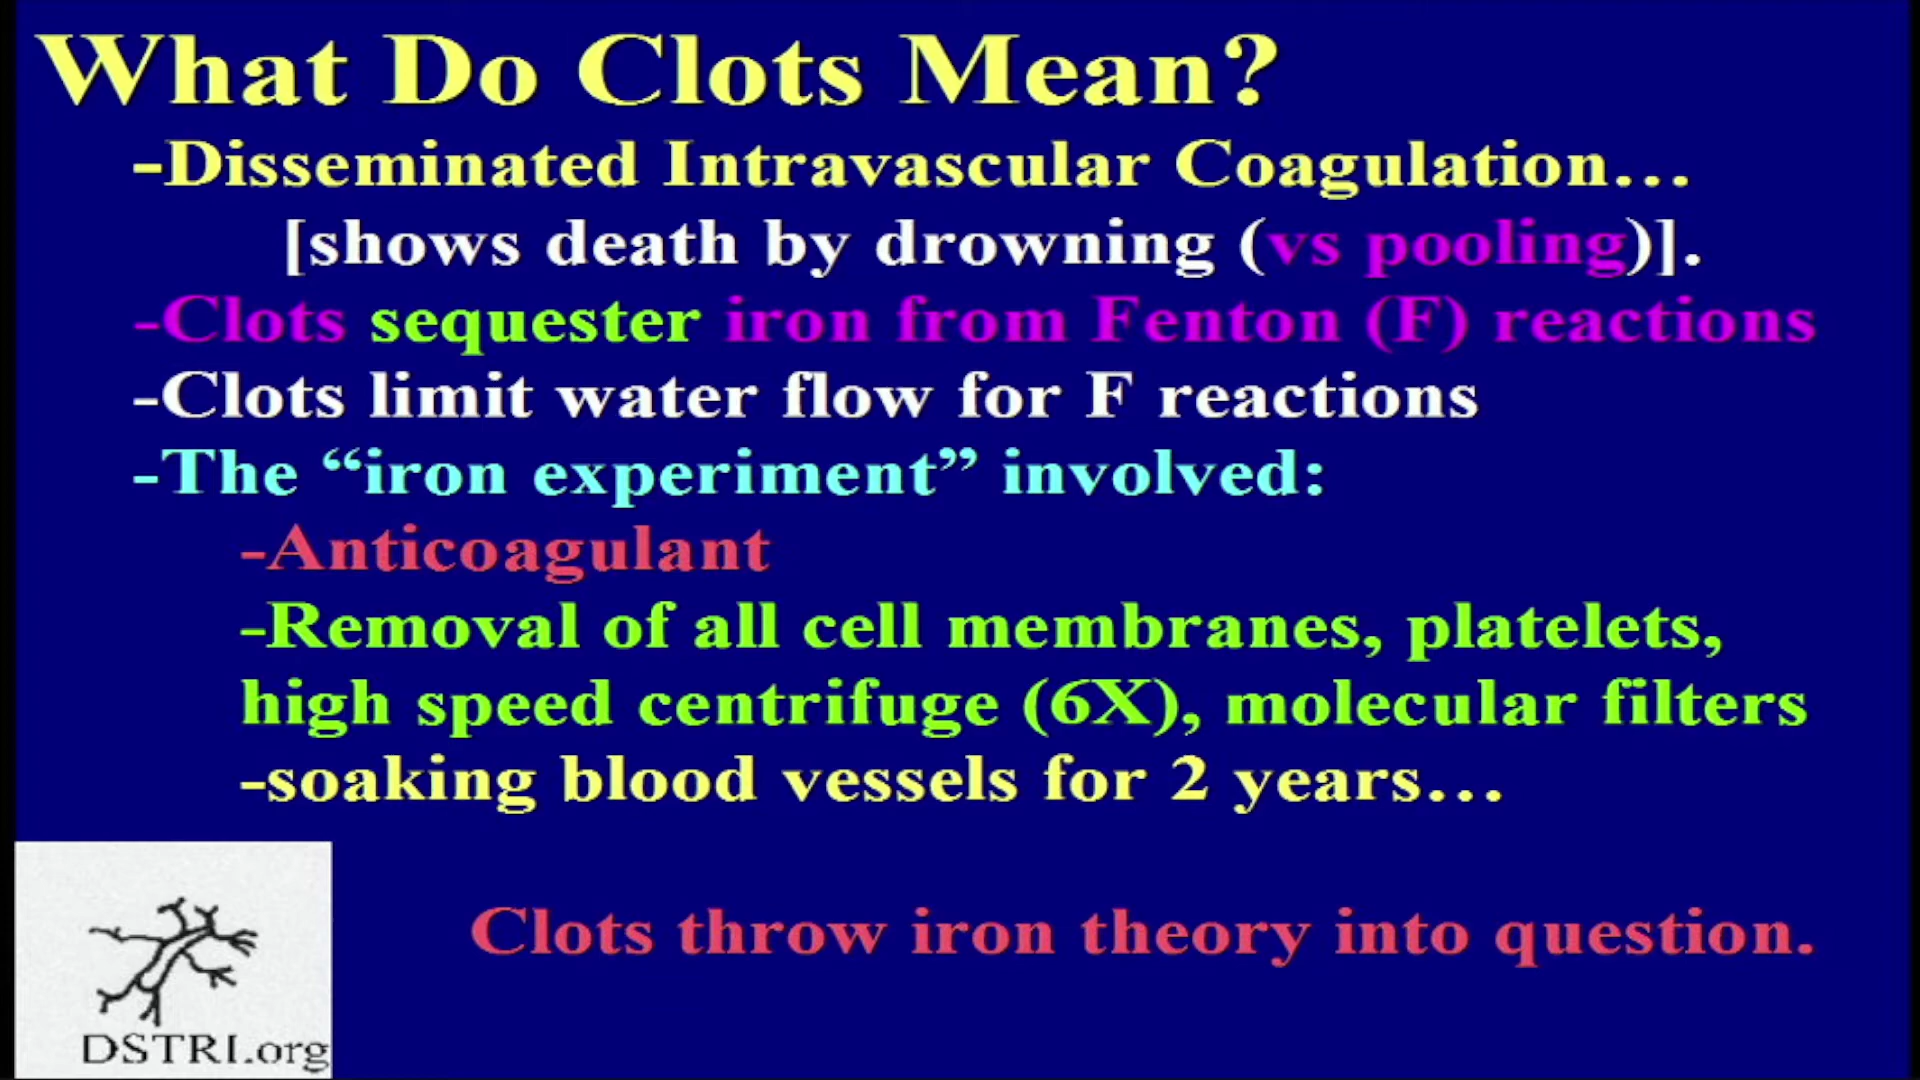 What Do Clots Mean?
-Disseminated Intravascular Coagulation...
[shows death by drowning (vs pooling)].
-Clots sequester iron from Fenton (F) reactions
-Clots limit water flow for F reactions
-The “iron experiment” involved:
-Anticoagulant
-Removal of all cell membranes, platelets,
high speed centrifuge (6X), molecular filters
-soaking blood vessels for 2 years...
Clots throw iron theory into question.
DSTRI.org